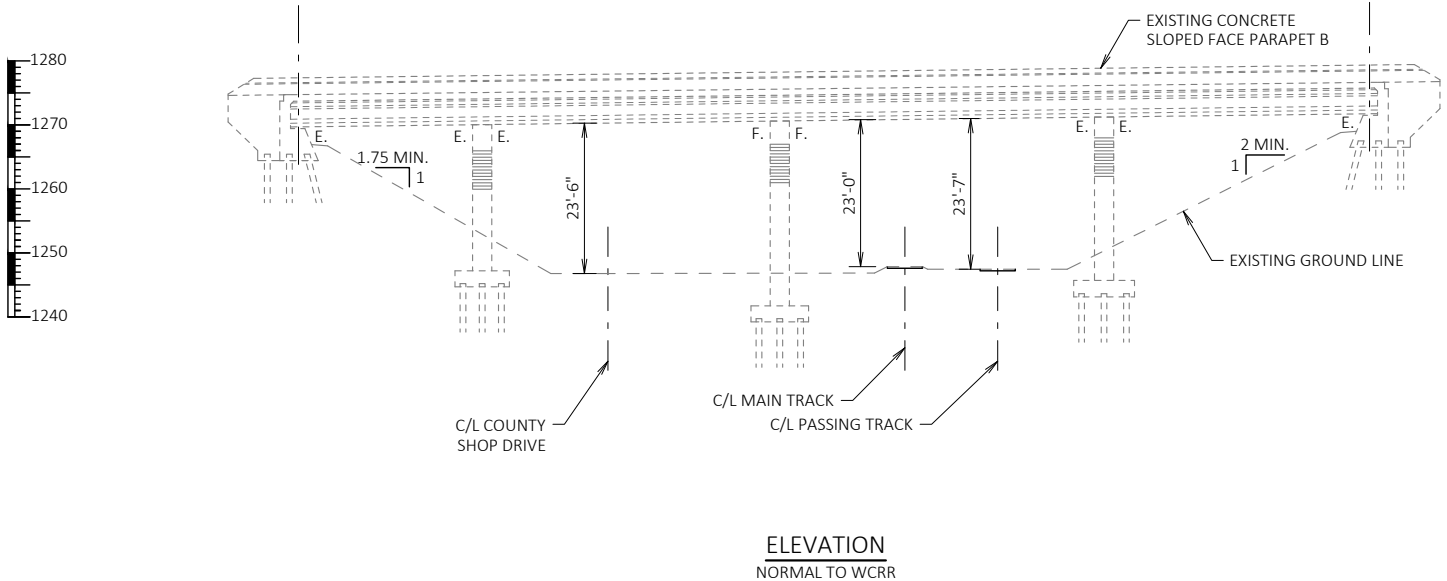 EXISTING CONCRETE
SLOPED FACE PARAPET B
1280
1270
1260
1250
1240
E.
E.
E.
F.
F.
E.
E.
E.
1.75 MIN.
1
2 MIN.
1
23'-6"
23'-0"
23'-7"
EXISTING GROUND LINE
C/L MAIN TRACK
C/L COUNTY
SHOP DRIVE
C/L PASSING TRACK
ELEVATION
NORMAL TO WCRR